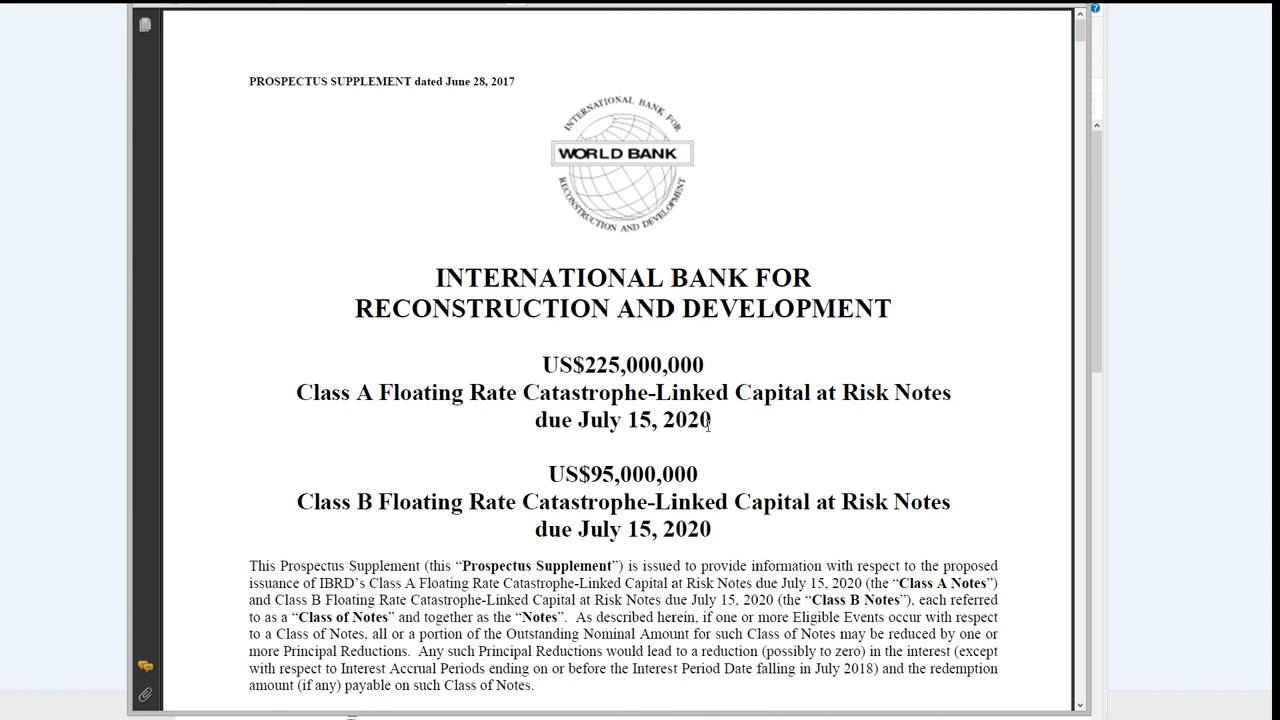 PROSPECTUS SUPPLEMENT dated June 28, 2017
INTERNATIONAL BANK FOR
WORLD BANK
RECONSTRUCTION AND DEVELOPMENT
INTERNATIONAL BANK FOR
RECONSTRUCTION AND DEVELOPMENT
US$225,000,000
Class A Floating Rate Catastrophe-Linked Capital at Risk Notes
due July 15, 2020
US$95,000,000
Class B Floating Rate Catastrophe-Linked Capital at Risk Notes
due July 15, 2020
This Prospectus Supplement (this “Prospectus Supplement”) is issued to provide information with respect to the proposed
issuance of IBRD’s Class A Floating Rate Catastrophe-Linked Capital at Risk Notes due July 15, 2020 (the “Class A Notes”)
and Class B Floating Rate Catastrophe-Linked Capital at Risk Notes due July 15, 2020 (the “Class B Notes”), each referred
to as a “Class of Notes” and together as the “Notes”. As described herein, if one or more Eligible Events occur with respect
to a Class of Notes, all or a portion of the Outstanding Nominal Amount for such Class of Notes may be reduced by one or
more Principal Reductions. Any such Principal Reductions would lead to a reduction (possibly to zero) in the interest (except
with respect to Interest Accrual Periods ending on or before the Interest Period Date falling in July 2018) and the redemption
amount (if any) payable on such Class of Notes.